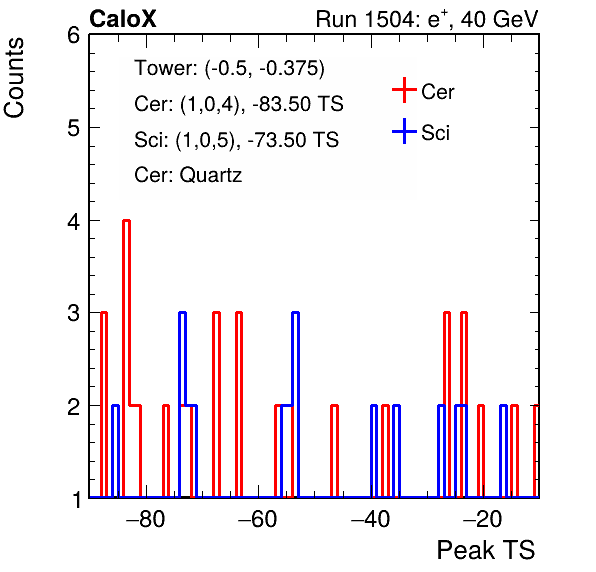 CaloX Run 1504: e⁺, 40 GeV
Counts
6
Tower: (-0.5, -0.375)
Cer: (1,0,4), -83.50 TS
Sci: (1,0,5), -73.50 TS
Cer: Quartz
Cer
Sci
5
4
3
2
1
−80 −60 −40 −20
Peak TS